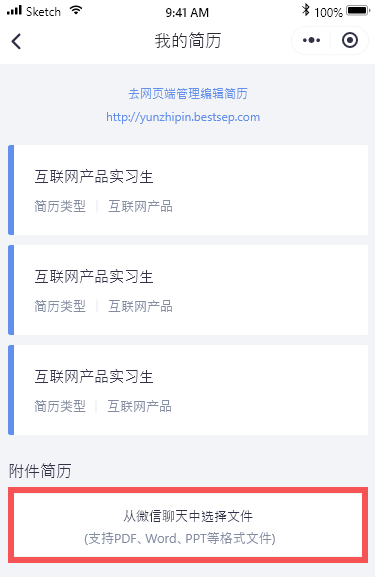 Sketch 9:41 AM 100%
我的简历
去网页端管理编辑简历
http://yunzhipin.bestsep.com
互联网产品实习生
简历类型 | 互联网产品
互联网产品实习生
简历类型 | 互联网产品
互联网产品实习生
简历类型 | 互联网产品
附件简历
从微信聊天中选择文件
(支持PDF、Word、PPT等格式文件)